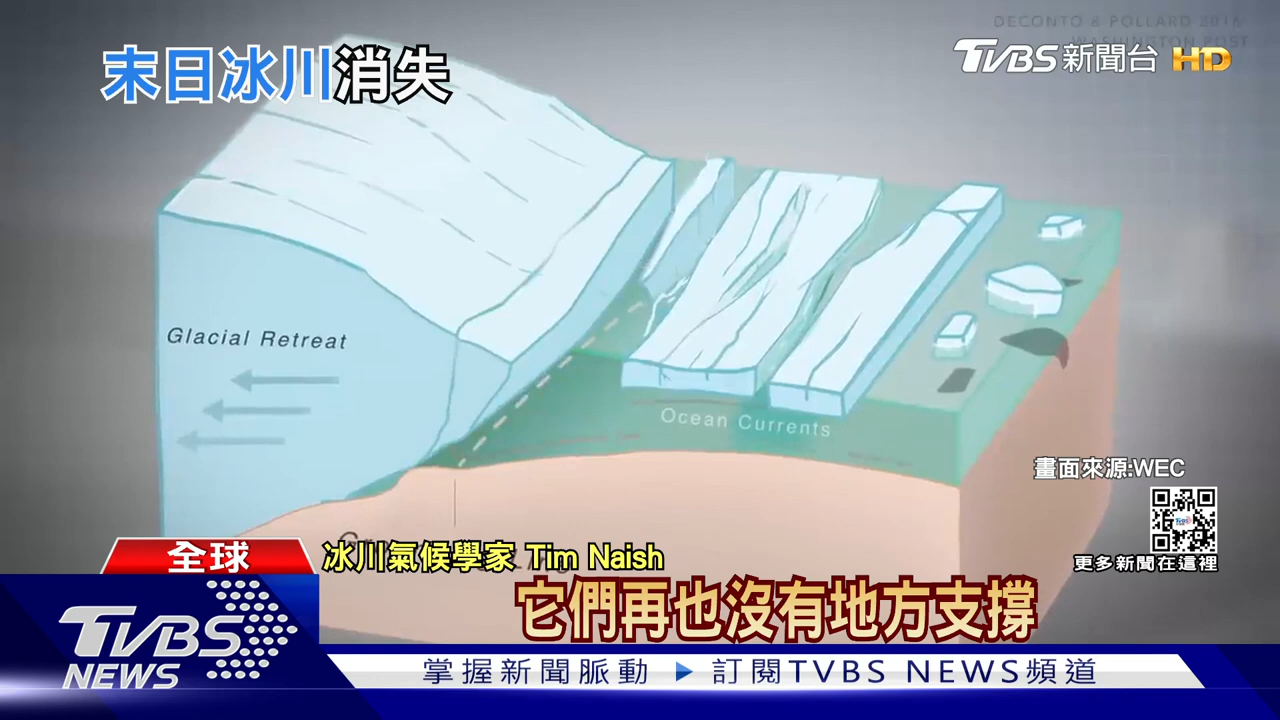 DECONTO & POLLARD 2016
WASHINGTON POST
末日冰川消失
TVBS新聞台 HD
Glacial Retreat
Ocean Currents
畫面來源:WEC
更多新聞在這裡
全球
冰川氣候學家 Tim Naish
它們再也沒有地方支撐
TVBS NEWS
掌握新聞脈動 ▶ 訂閱TVBS NEWS頻道